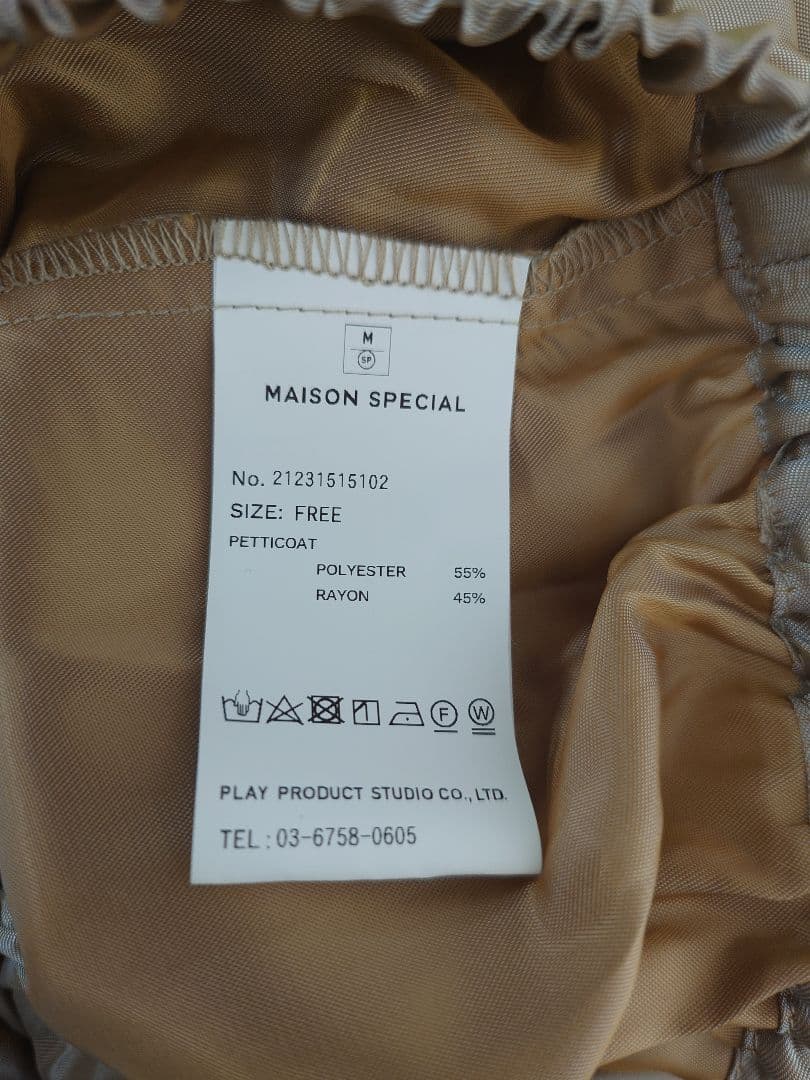 M
SP
MAISON SPECIAL
No. 21231515102
SIZE: FREE
PETTICOAT
POLYESTER 55%
RAYON 45%
F W
PLAY PRODUCT STUDIO CO., LTD.
TEL : 03-6758-0605